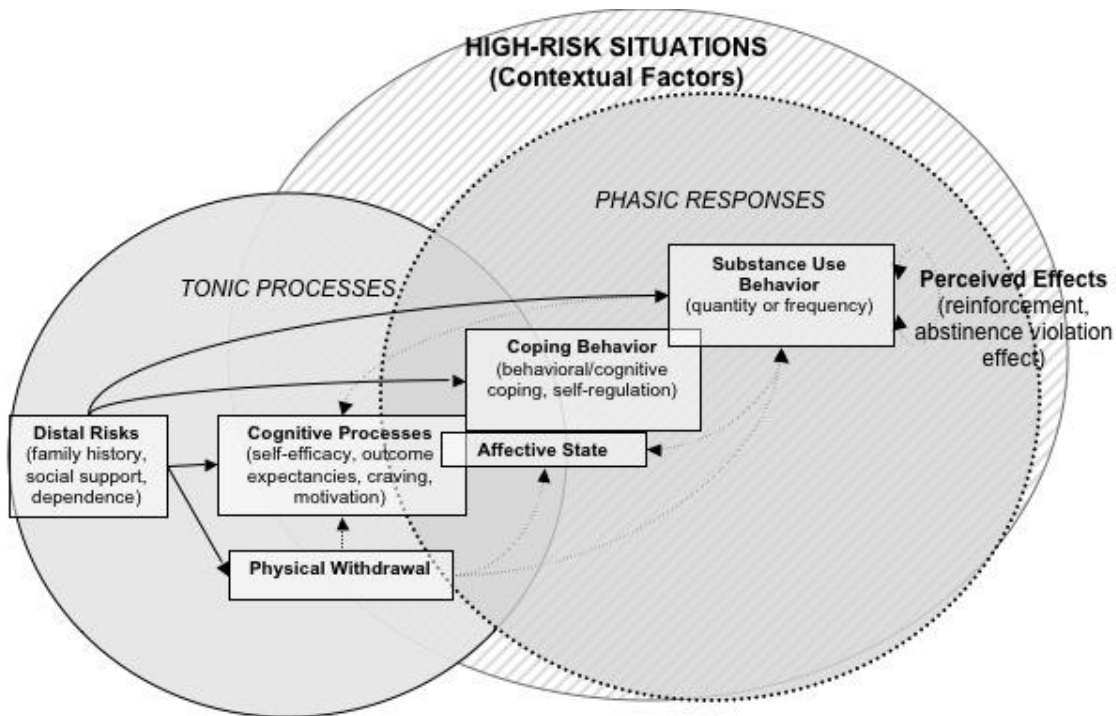 HIGH-RISK SITUATIONS
(Contextual Factors)
PHASIC RESPONSES
TONIC PROCESSES
Substance Use
Behavior
(quantity or frequency)
Perceived Effects
(reinforcement,
abstinence violation
effect)
Coping Behavior
(behavioral/cognitive
coping, self-regulation)
Distal Risks
(family history,
social support,
dependence)
Cognitive Processes
(self-efficacy, outcome
expectancies, craving,
motivation)
Affective State
Physical Withdrawal